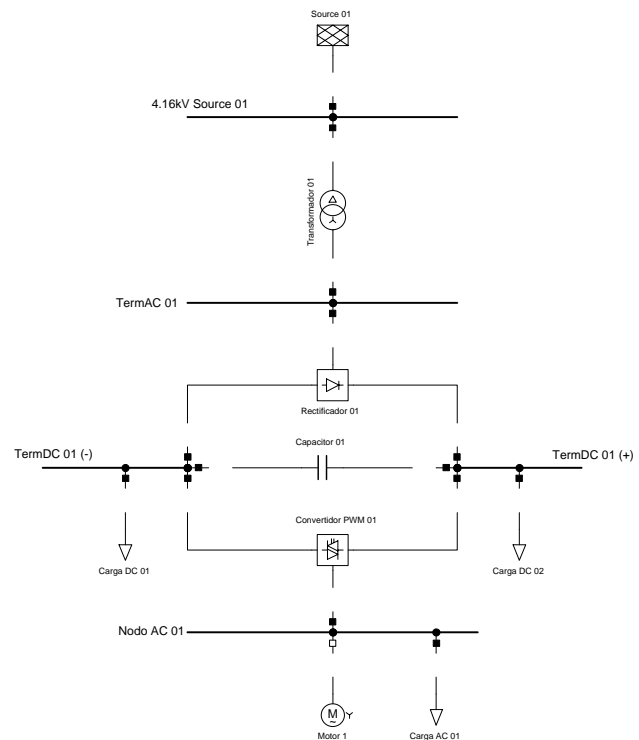 Source 01
4.16kV Source 01
Transformador 01
TermAC 01
Rectificador 01
Capacitor 01
TermDC 01 (-)
TermDC 01 (+)
Convertidor PWM 01
Carga DC 01
Carga DC 02
Nodo AC 01
M
~
Motor 1
Carga AC 01